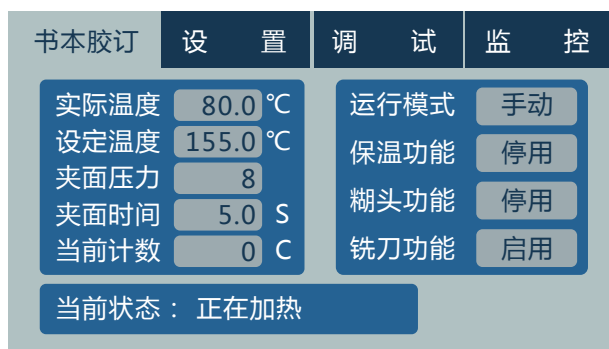 书本胶订 设 置 调 试 监 控
实际温度 80.0 ℃
设定温度 155.0 ℃
夹面压力 8
夹面时间 5.0 S
当前计数 0 C
运行模式 手动
保温功能 停用
糊头功能 停用
铣刀功能 启用
当前状态 ： 正在加热